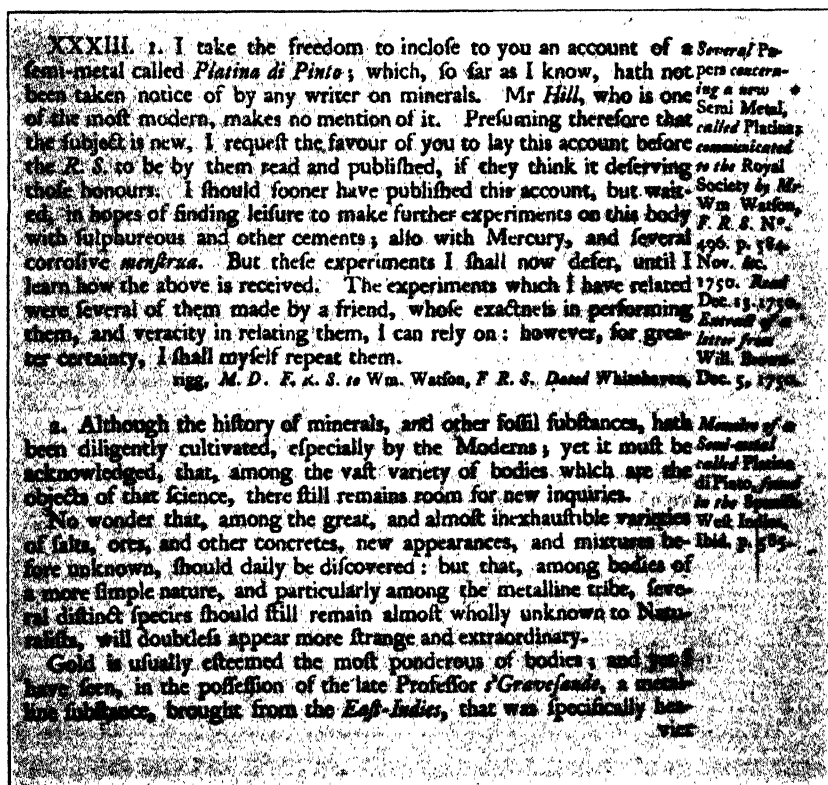 XXXIII. 1. I take the freedom to incloſe to you an account of a
ſemi-metal called Platina di Pinto; which, ſo far as I know, hath not
been taken notice of by any writer on minerals. Mr Hill, who is one
of the moſt modern, makes no mention of it. Preſuming therefore that
the ſubject is new, I requeſt the favour of you to lay this account before
the R. S. to be by them read and publiſhed, if they think it deſerving
thoſe honours. I ſhould ſooner have publiſhed this account, but wait-
ed, in hopes of finding leiſure to make further experiments on this body
with ſulphureous and other cements; alſo with Mercury, and ſeveral
corroſive menſtrua. But theſe experiments I ſhall now defer, until I
learn how the above is received. The experiments which I have related
were ſeveral of them made by a friend, whoſe exactneſs in performing
them, and veracity in relating them, I can rely on: however, for grea-
ter certainty, I ſhall myſelf repeat them.
Several Pa-
pers concern-
ing a new
Semi Metal,
called Platina;
communicated
to the Royal
Society by Mr
Wm Watſon,
F. R. S. Nº.
496. p. 584.
Nov. &c.
1750. Read
Dec. 13. 1750.
Extract of a
letter from
Will. Brown-
rigg, M. D. F. R. S. to Wm. Watſon, F R S. Dated Whitehaven, Dec. 5, 1750.
2. Although the hiſtory of minerals, and other foſſil ſubſtances, hath
been diligently cultivated, eſpecially by the Moderns; yet it muſt be
acknowledged, that, among the vaſt variety of bodies which are the
objects of that ſcience, there ſtill remains room for new inquiries.
No wonder that, among the great, and almoſt inexhauſtible varieties
of ſalts, ores, and other concretes, new appearances, and mixtures be-
fore unknown, ſhould daily be diſcovered: but that, among bodies of
a more ſimple nature, and particularly among the metalline tribe, ſeve-
ral diſtinct ſpecies ſhould ſtill remain almoſt wholly unknown to Natu-
raliſts, will doubtleſs appear more ſtrange and extraordinary.
Gold is uſually eſteemed the moſt ponderous of bodies; and yet I
have ſeen, in the poſſeſſion of the late Profeſſor s'Graveſande, a metal-
line ſubſtance, brought from the Eaſt-Indies, that was ſpecifically hea-
vier
Memoirs of a
Semi-metal
called Platina
di Pinto, found
in the Spaniſh
Weſt Indies,
Ibid. p. 585.